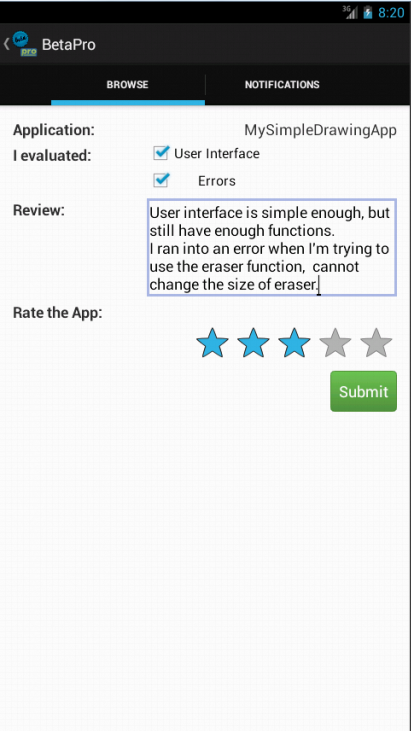 3G 8:20
pro BetaPro
BROWSE NOTIFICATIONS
Application: MySimpleDrawingApp
I evaluated: User Interface
Errors
Review: User interface is simple enough, but
still have enough functions.
I ran into an error when I'm trying to
use the eraser function,  cannot
change the size of eraser.
Rate the App:
Submit